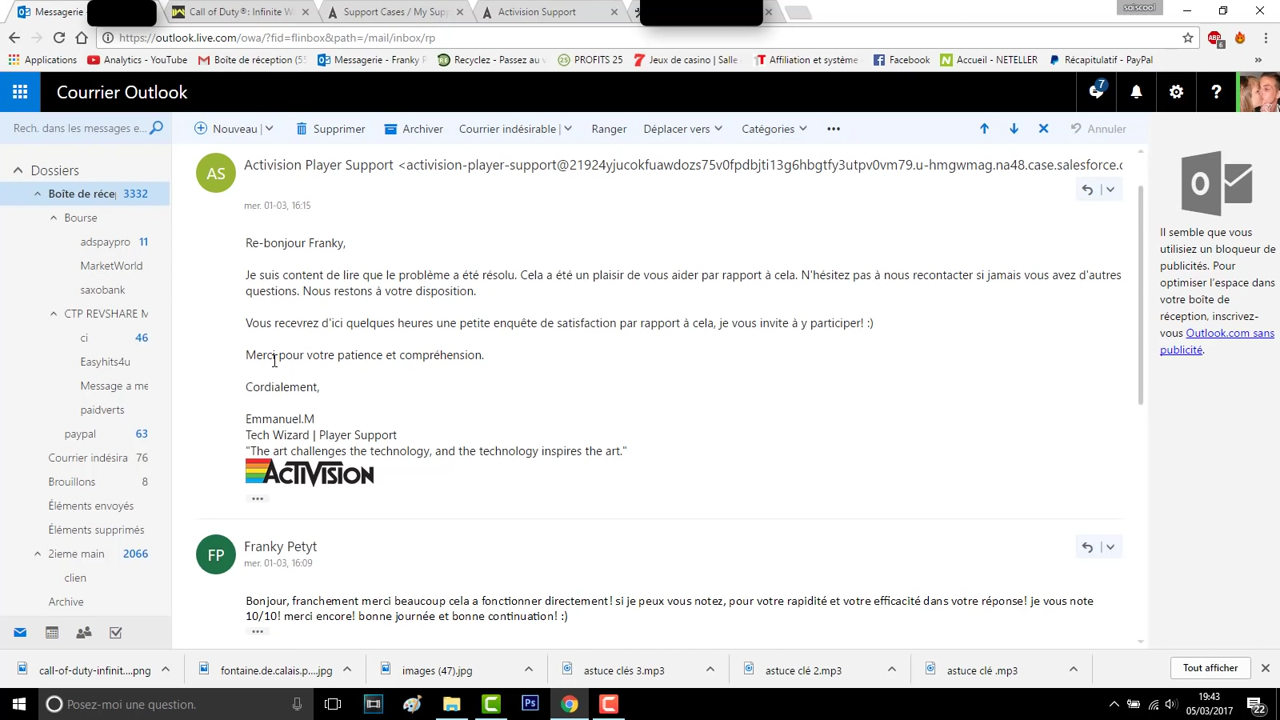 Messagerie
Call of Duty®: Infinite W
Support Cases / My Sup
Activision Support
saiscool
https://outlook.live.com/owa/?fid=flinbox&path=/mail/inbox/rp
Applications
Analytics - YouTube
Boîte de réception (55
Messagerie - Franky P
Recyclez - Passez au v
PROFITS 25
Jeux de casino | Salle
Affiliation et système
Facebook
Accueil - NETELLER
Récapitulatif - PayPal
Courrier Outlook
7
?
Rech. dans les messages e
Nouveau
Supprimer
Archiver
Courrier indésirable
Ranger
Déplacer vers
Catégories
Annuler
Dossiers
Boîte de récep 3332
Bourse
adspaypro 11
MarketWorld
saxobank
CTP REVSHARE M
ci 46
Easyhits4u
Message a me
paidverts
paypal 63
Courrier indésira 76
Brouillons 8
Éléments envoyés
Éléments supprimés
2ieme main 2066
clien
Archive
AS
Activision Player Support <activision-player-support@21924yjucokfuawdozs75v0fpdbjti13g6hbgtfy3utpv0vm79.u-hmgwmag.na48.case.salesforce.c
mer. 01-03, 16:15
Re-bonjour Franky,
Je suis content de lire que le problème a été résolu. Cela a été un plaisir de vous aider par rapport à cela. N'hésitez pas à nous recontacter si jamais vous avez d'autres
questions. Nous restons à votre disposition.
Vous recevrez d'ici quelques heures une petite enquête de satisfaction par rapport à cela, je vous invite à y participer! :)
Merci pour votre patience et compréhension.
Cordialement,
Emmanuel.M
Tech Wizard | Player Support
"The art challenges the technology, and the technology inspires the art."
ACTIVISION
FP
Franky Petyt
mer. 01-03, 16:09
Bonjour, franchement merci beaucoup cela a fonctionner directement! si je peux vous notez, pour votre rapidité et votre efficacité dans votre réponse! je vous note
10/10! merci encore! bonne journée et bonne continuation! :)
Il semble que vous
utilisiez un bloqueur de
publicités. Pour
optimiser l'espace dans
votre boîte de
réception, inscrivez-
vous Outlook.com sans
publicité.
call-of-duty-infinit....png
fontaine.de.calais.p....jpg
images (47).jpg
astuce clés 3.mp3
astuce clé 2.mp3
astuce clé .mp3
Tout afficher
Posez-moi une question.
Ps
19:43
05/03/2017
22